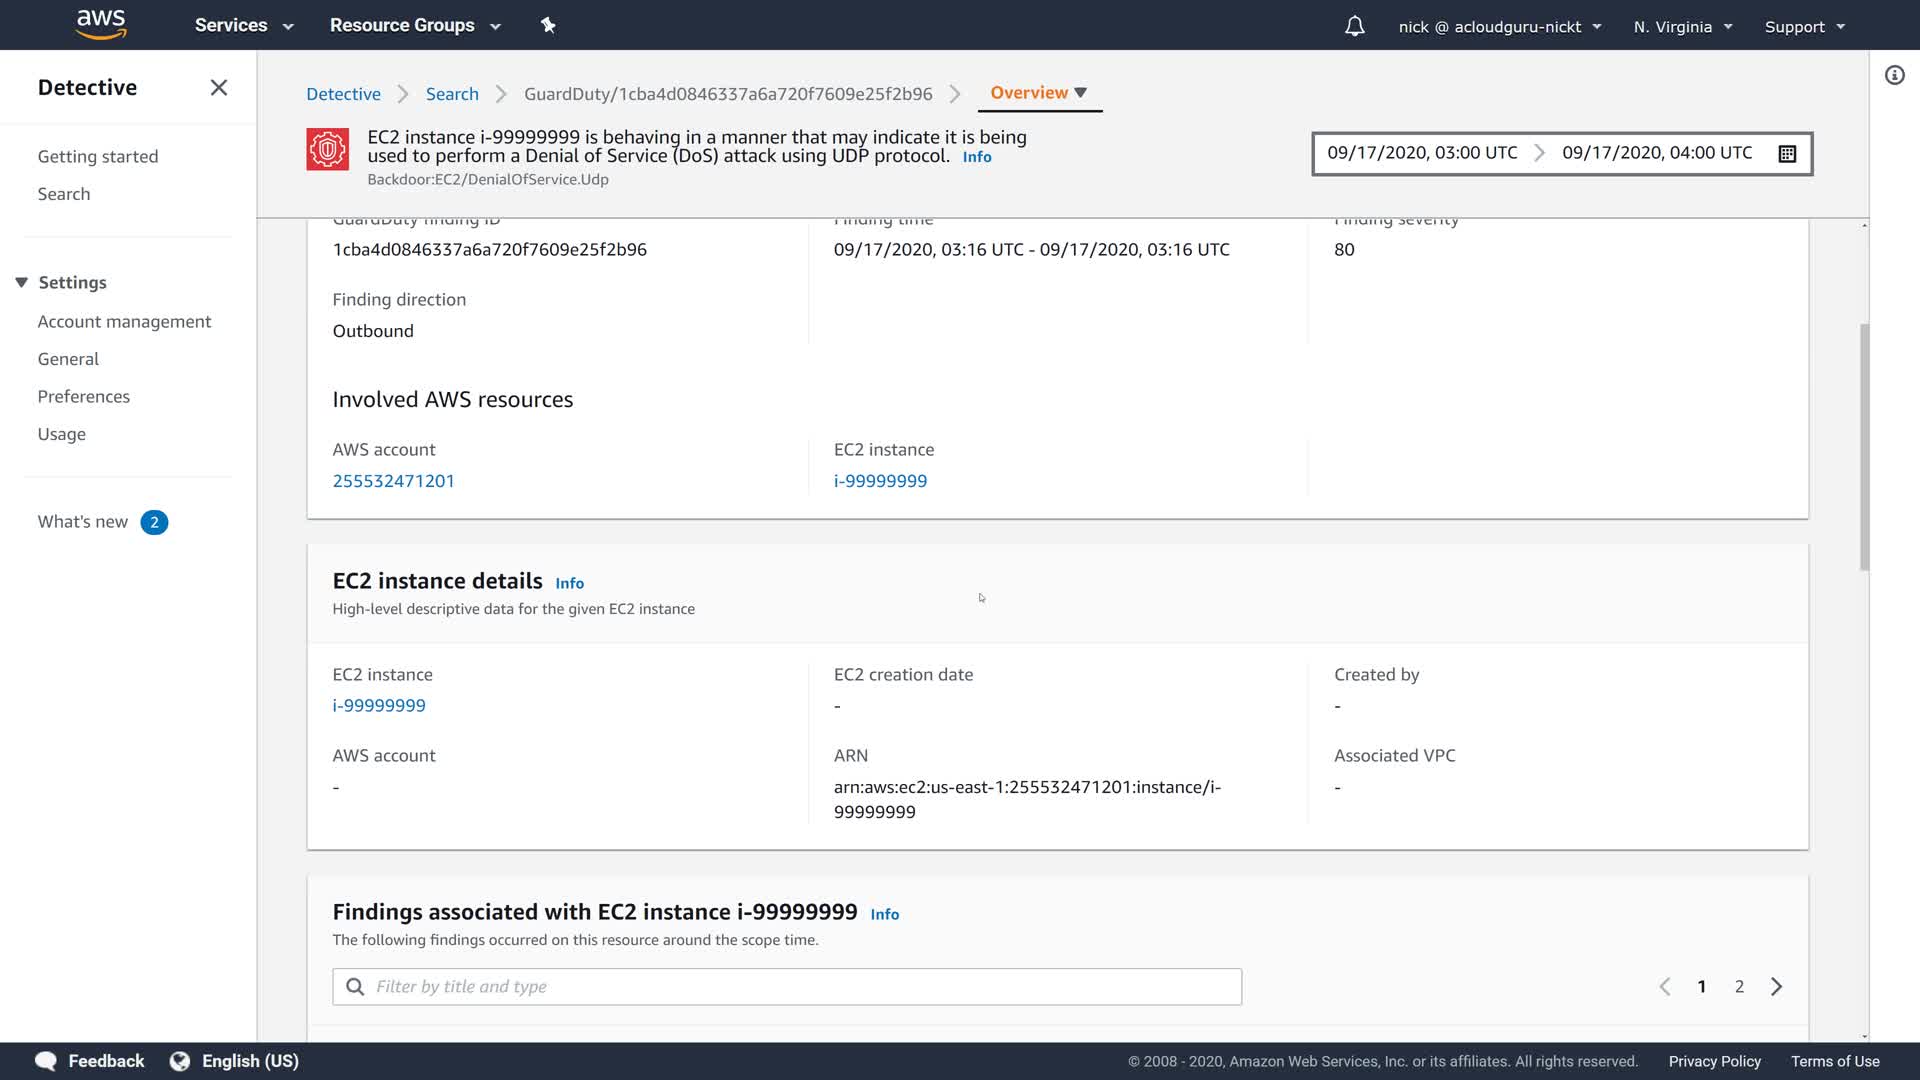 aws
Services
Resource Groups
nick @ acloudguru-nickt
N. Virginia
Support
Detective
Getting started
Search
Settings
Account management
General
Preferences
Usage
What's new 2
Detective
Search
GuardDuty/1cba4d0846337a6a720f7609e25f2b96
Overview
EC2 instance i-99999999 is behaving in a manner that may indicate it is being
used to perform a Denial of Service (DoS) attack using UDP protocol. Info
Backdoor:EC2/DenialOfService.Udp
09/17/2020, 03:00 UTC
09/17/2020, 04:00 UTC
GuardDuty finding ID
1cba4d0846337a6a720f7609e25f2b96
Finding time
09/17/2020, 03:16 UTC - 09/17/2020, 03:16 UTC
Finding severity
80
Finding direction
Outbound
Involved AWS resources
AWS account
255532471201
EC2 instance
i-99999999
EC2 instance details Info
High-level descriptive data for the given EC2 instance
EC2 instance
i-99999999
EC2 creation date
-
Created by
-
AWS account
-
ARN
arn:aws:ec2:us-east-1:255532471201:instance/i-
99999999
Associated VPC
-
Findings associated with EC2 instance i-99999999 Info
The following findings occurred on this resource around the scope time.
Filter by title and type
1 2
Feedback
English (US)
© 2008 - 2020, Amazon Web Services, Inc. or its affiliates. All rights reserved.
Privacy Policy
Terms of Use